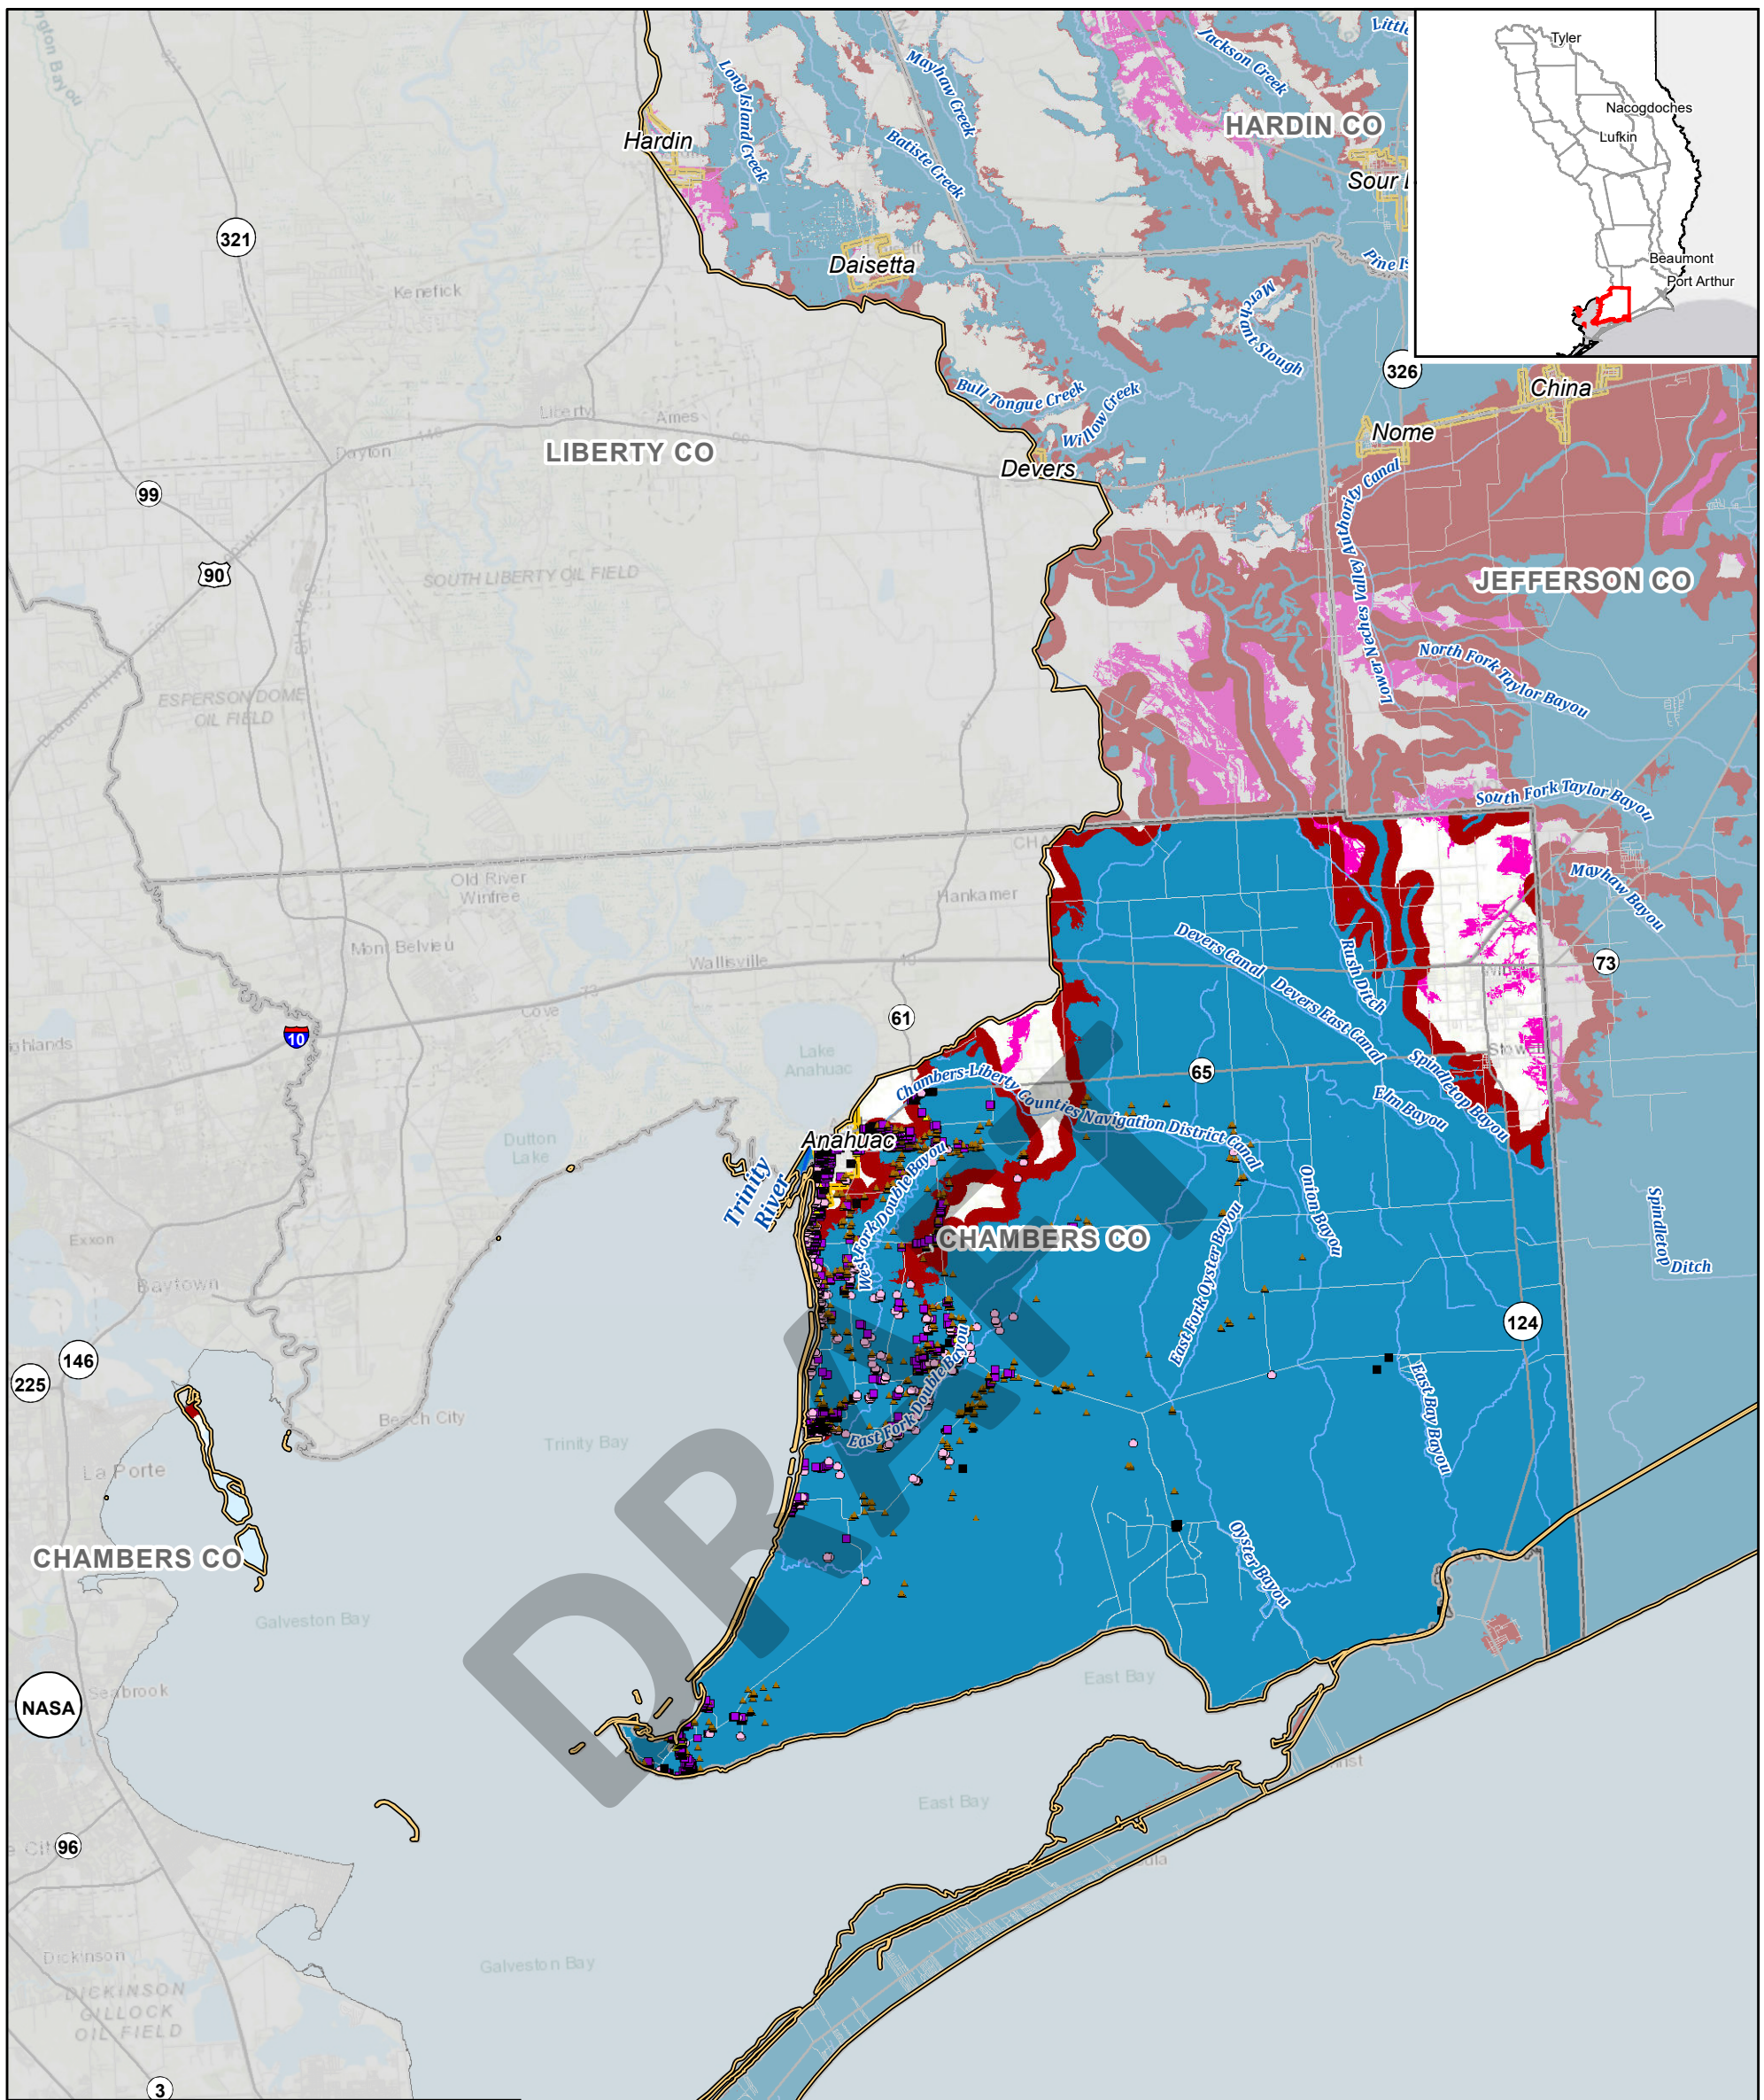 Tyler
Nacogdoches
Lufkin
Beaumont
Port Arthur
Long Island Creek
Mayhaw Creek
Jackson Creek
Hardin
HARDIN CO
Batiste Creek
321
Daisetta
Kenefick
Merchant Slough
326
China
Bull Tongue Creek
Willow Creek
Nome
Liberty
Ames
LIBERTY CO
Dayton
146
90
Devers
99
Lower Neches Valley Authority Canal
90
SOUTH LIBERTY OIL FIELD
JEFFERSON CO
ESPERSON DOME
OIL FIELD
North Fork Taylor Bayou
South Fork Taylor Bayou
Old River
Winfree
Hankamer
Mayhaw Bayou
Mont Belvieu
Wallisville
Devers Canal
Rush Ditch
73
73
Cove
61
61
Devers East Canal
10
Lake
Anahuac
65
Stowell
Spindletop Bayou
Chambers-Liberty Counties Navigation District Canal
Elm Bayou
Dutton
Lake
Anahuac
Trinity
River
West Fork Double Bayou
Onion Bayou
Spindletop
Ditch
CHAMBERS CO
Exxon
Baytown
East Fork Oyster Bayou
124
146
225
East Fork Double Bayou
East Bay Bayou
Beach City
Trinity Bay
La Porte
CHAMBERS CO
Oyster Bayou
Galveston Bay
East Bay
NASA
Seabrook
East Bay
96
Dickinson
Galveston Bay
DICKINSON
GILLOCK
OIL FIELD
3
DRAFT